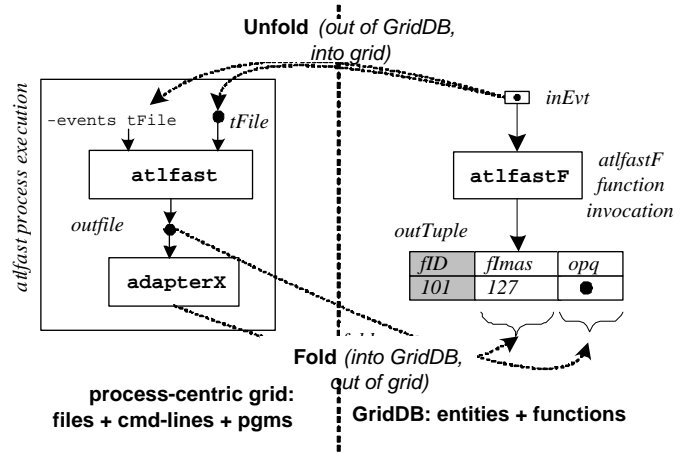 Unfold (out of GridDB,
into grid)
atlfast process execution
-events tFile
tFile
inEvt
atlfast
atlfastF
atlfastF
function
invocation
outfile
outTuple
adapterX
fID fImas opq
101 127
Fold (into GridDB,
out of grid)
process-centric grid:
files + cmd-lines + pgms
GridDB: entities + functions